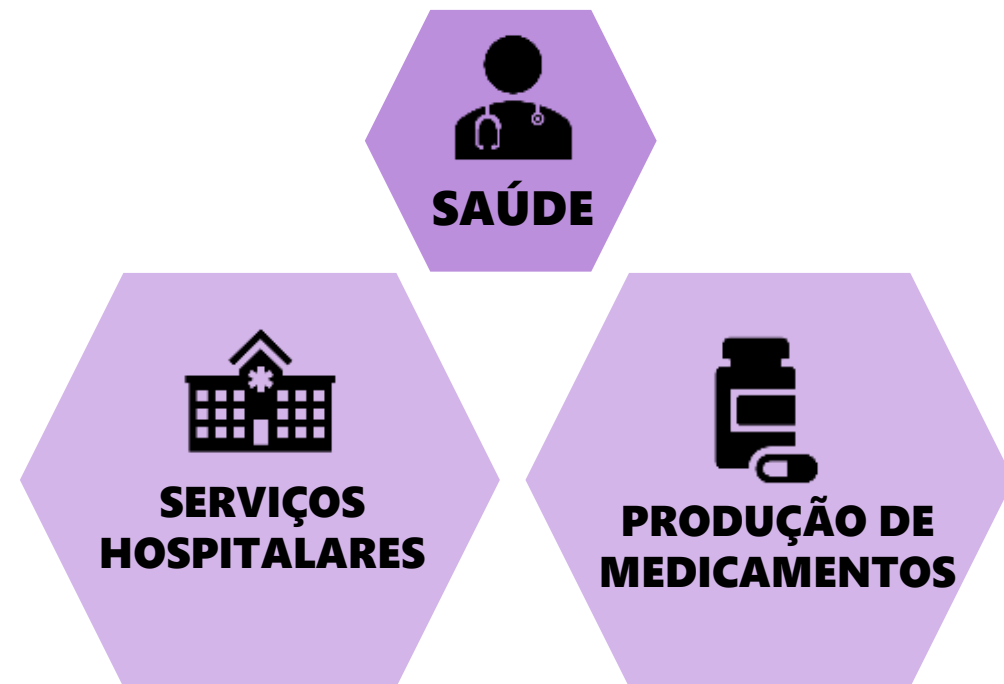 SAÚDE
SERVIÇOS
HOSPITALARES
PRODUÇÃO DE
MEDICAMENTOS